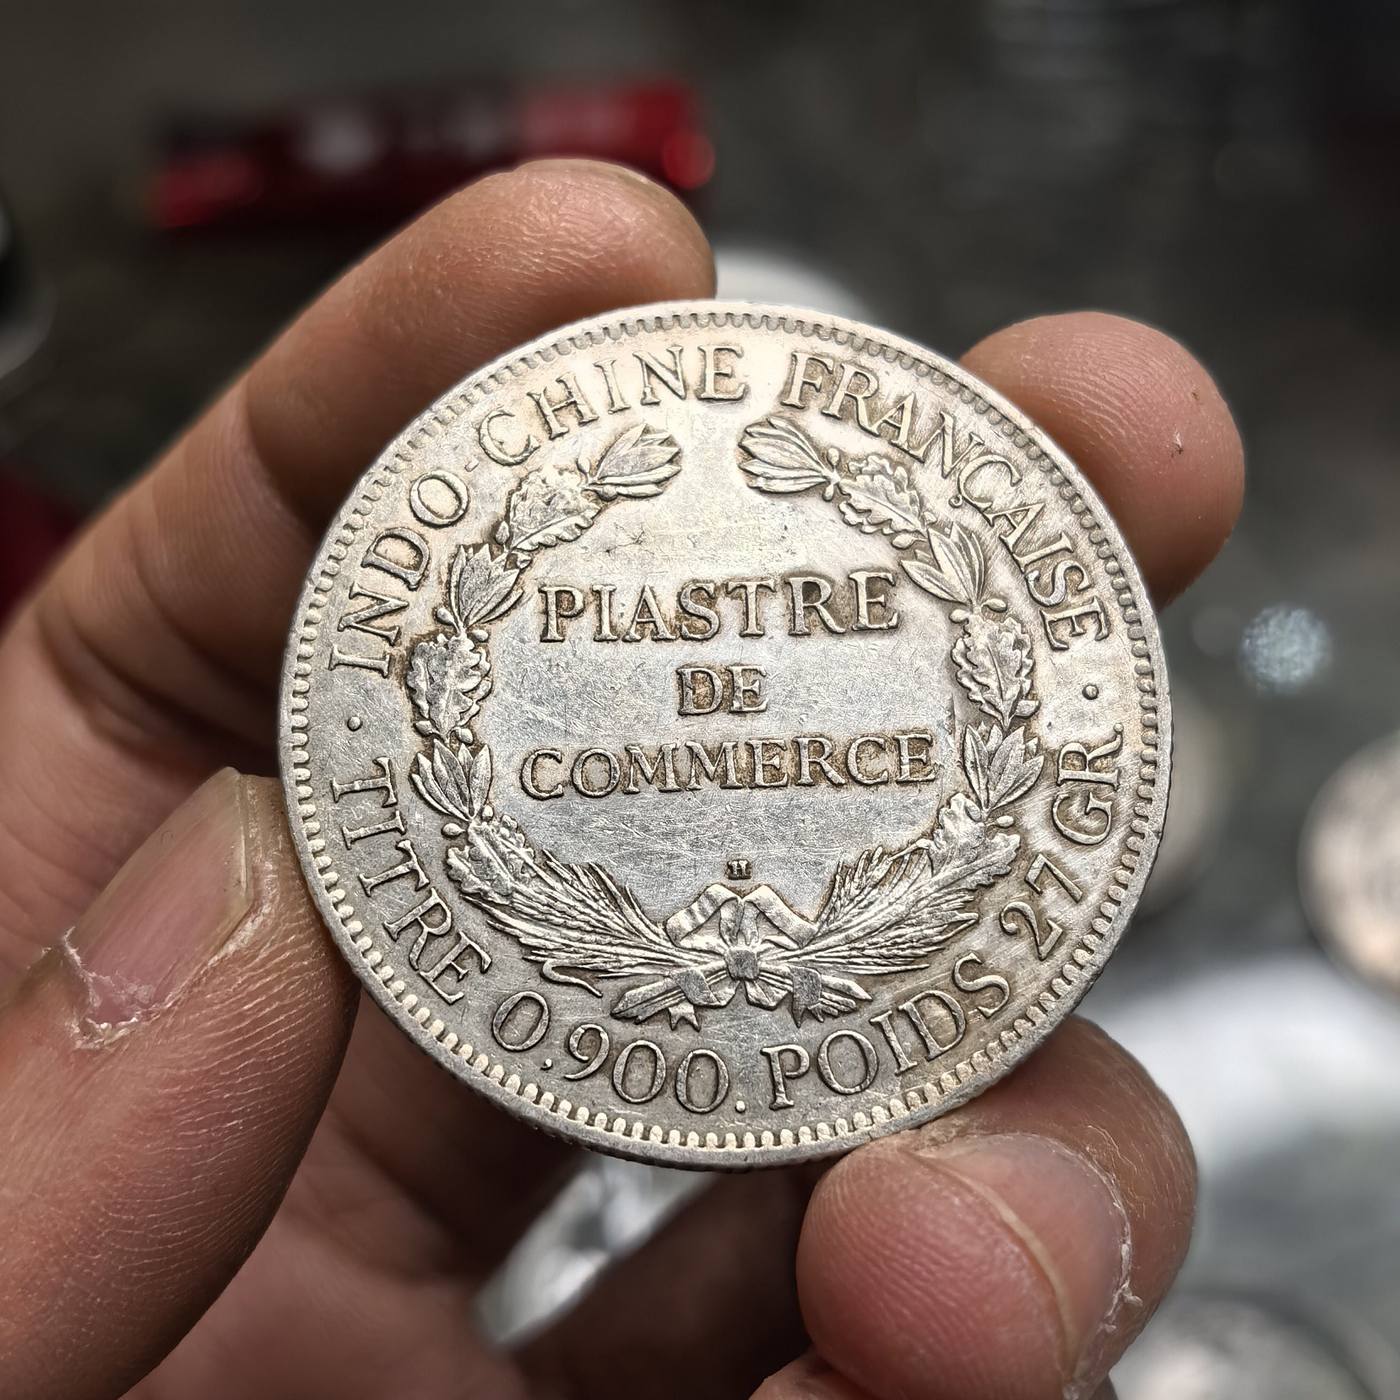 INDO-CHINE FRANÇAISE
PIASTRE
DE
COMMERCE
H
· TITRE 0.900. POIDS 27 GR. ·